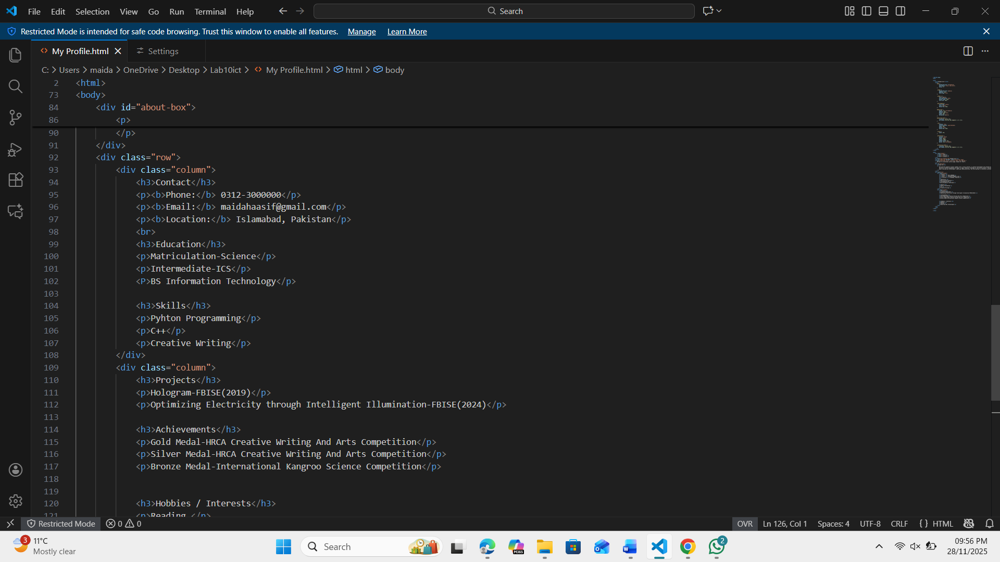 File Edit Selection View Go Run Terminal Help Search
Restricted Mode is intended for safe code browsing. Trust this window to enable all features. Manage Learn More
My Profile.html Settings
C: > Users > maida > OneDrive > Desktop > Lab10ict > My Profile.html > html > body
2 <html>
73 <body>
84 <div id="about-box">
86 <p>
90 </p>
91 </div>
92 <div class="row">
93 <div class="column">
94 <h3>Contact</h3>
95 <p><b>Phone:</b> 0312-3000000</p>
96 <p><b>Email:</b> maidahaasif@gmail.com</p>
97 <p><b>Location:</b> Islamabad, Pakistan</p>
98 <br>
99 <h3>Education</h3>
100 <p>Matriculation-Science</p>
101 <p>Intermediate-ICS</p>
102 <P>BS Information Technology</p>
103
104 <h3>Skills</h3>
105 <p>Pyhton Programming</p>
106 <p>C++</p>
107 <p>Creative Writing</p>
108 </div>
109 <div class="column">
110 <h3>Projects</h3>
111 <p>Hologram-FBISE(2019)</p>
112 <p>Optimizing Electricity through Intelligent Illumination-FBISE(2024)</p>
113
114 <h3>Achievements</h3>
115 <p>Gold Medal-HRCA Creative Writing And Arts Competition</p>
116 <p>Silver Medal-HRCA Creative Writing And Arts Competition</p>
117 <p>Bronze Medal-International Kangroo Science Competition</p>
118
119
120 <h3>Hobbies / Interests</h3>
121 <p>Reading </p>
Restricted Mode 0 0 OVR Ln 126, Col 1 Spaces: 4 UTF-8 CRLF { } HTML
3 11°C
Mostly clear
Search
M365
2
09:56 PM
28/11/2025